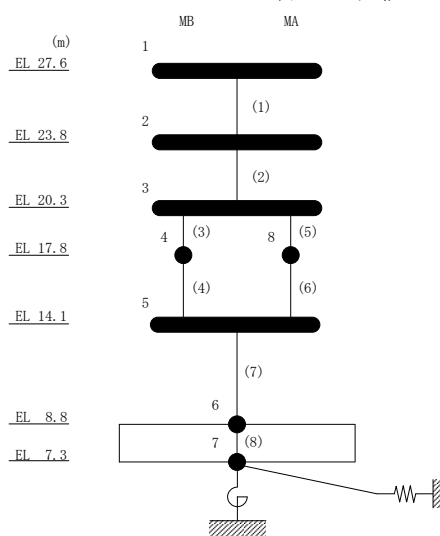 MB MA
(m)
1
EL 27.6
(1)
2
EL 23.8
(2)
3
EL 20.3
(3) (5)
4 8
EL 17.8
(4) (6)
5
EL 14.1
(7)
6
EL 8.8
7 (8)
EL 7.3